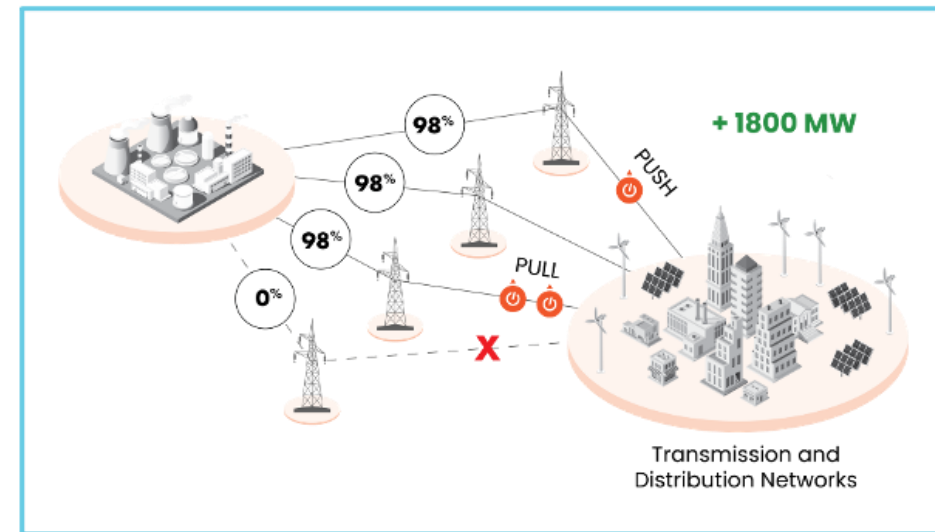 98%
+ 1800 MW
PUSH
98%
98%
PULL
0%
X
Transmission and
Distribution Networks